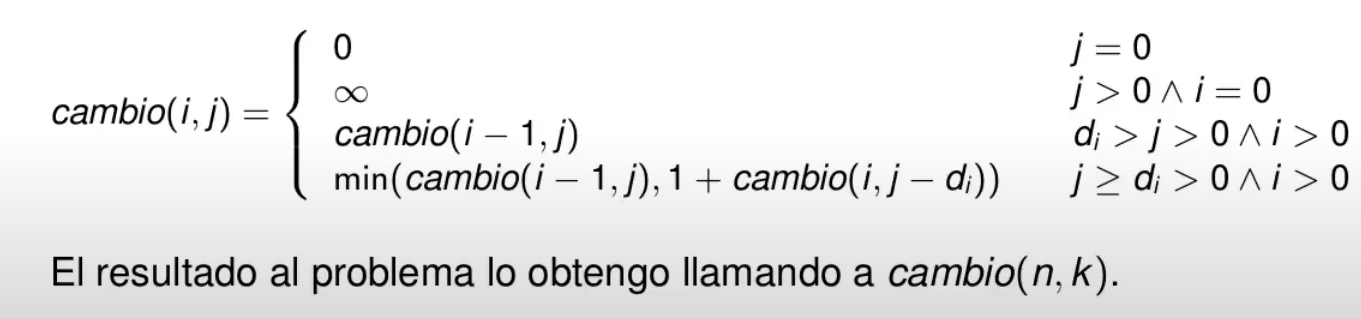 0 j = 0
∞ j > 0 ∧ i = 0
cambio(i, j) = { cambio(i − 1, j) dᵢ > j > 0 ∧ i > 0
min(cambio(i − 1, j), 1 + cambio(i, j − dᵢ)) j ≥ dᵢ > 0 ∧ i > 0
El resultado al problema lo obtengo llamando a cambio(n, k).